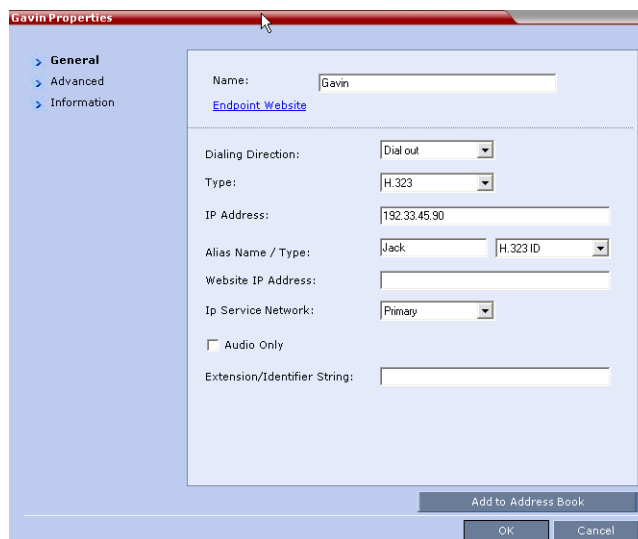 Gavin Properties
General
Advanced
Information
Name: Gavin
Endpoint Website
Dialing Direction: Dial out
Type: H.323
IP Address: 192.33.45.90
Alias Name / Type: Jack H.323 ID
Website IP Address:
Ip Service Network: Primary
Audio Only
Extension/Identifier String:
Add to Address Book
OK Cancel